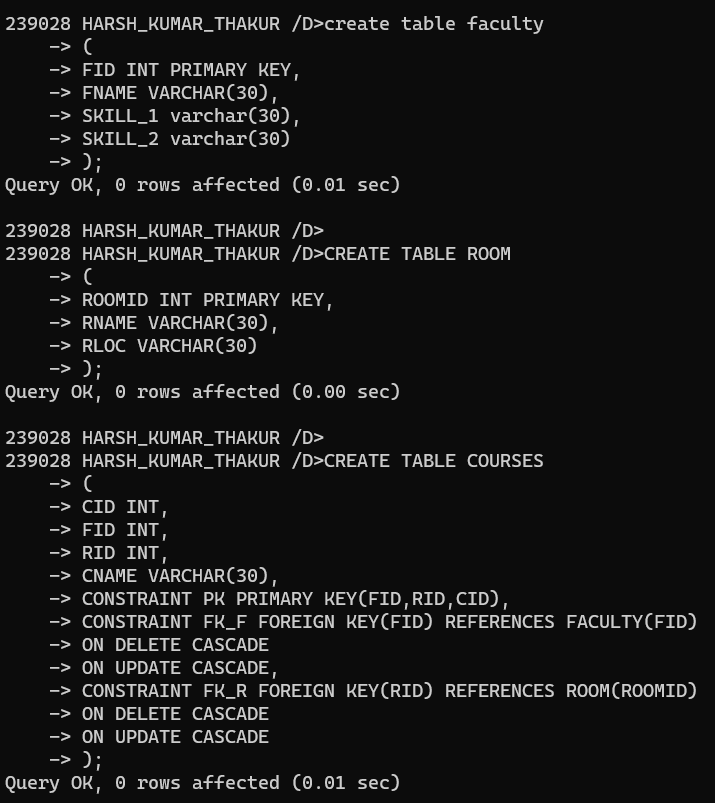 239028 HARSH_KUMAR_THAKUR /D>create table faculty
    -> (
    -> FID INT PRIMARY KEY,
    -> FNAME VARCHAR(30),
    -> SKILL_1 varchar(30),
    -> SKILL_2 varchar(30)
    -> );
Query OK, 0 rows affected (0.01 sec)

239028 HARSH_KUMAR_THAKUR /D>
239028 HARSH_KUMAR_THAKUR /D>CREATE TABLE ROOM
    -> (
    -> ROOMID INT PRIMARY KEY,
    -> RNAME VARCHAR(30),
    -> RLOC VARCHAR(30)
    -> );
Query OK, 0 rows affected (0.00 sec)

239028 HARSH_KUMAR_THAKUR /D>
239028 HARSH_KUMAR_THAKUR /D>CREATE TABLE COURSES
    -> (
    -> CID INT,
    -> FID INT,
    -> RID INT,
    -> CNAME VARCHAR(30),
    -> CONSTRAINT PK PRIMARY KEY(FID,RID,CID),
    -> CONSTRAINT FK_F FOREIGN KEY(FID) REFERENCES FACULTY(FID)
    -> ON DELETE CASCADE
    -> ON UPDATE CASCADE,
    -> CONSTRAINT FK_R FOREIGN KEY(RID) REFERENCES ROOM(ROOMID)
    -> ON DELETE CASCADE
    -> ON UPDATE CASCADE
    -> );
Query OK, 0 rows affected (0.01 sec)